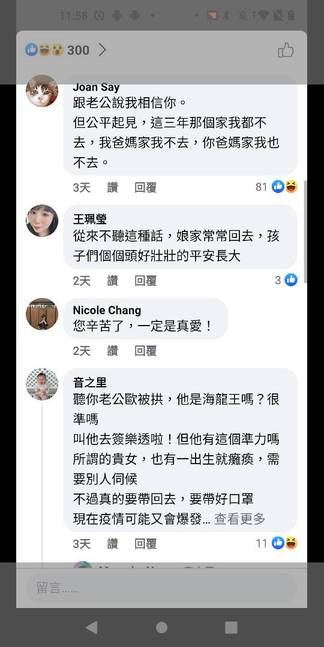 11:58
300
Joan Say
跟老公說我相信你。
但公平起見，這三年那個家我都不
去，我爸媽家我不去，你爸媽家我也
不去。
3天 讚 回覆 81
王珮瑩
從來不聽這種話，娘家常常回去，孩
子們個個頭好壯壯的平安長大
2天 讚 回覆 3
Nicole Chang
您辛苦了，一定是真愛！
2天 讚 回覆
音之里
聽你老公歐被拱，他是海龍王嗎？很
準嗎
叫他去簽樂透啦！但他有這個準力嗎
所謂的貴女，也有一出生就癱瘓，需
要別人伺候
不過真的要帶回去，要帶好口罩
現在疫情可能又會爆發... 查看更多
3天 讚 回覆 11
留言......